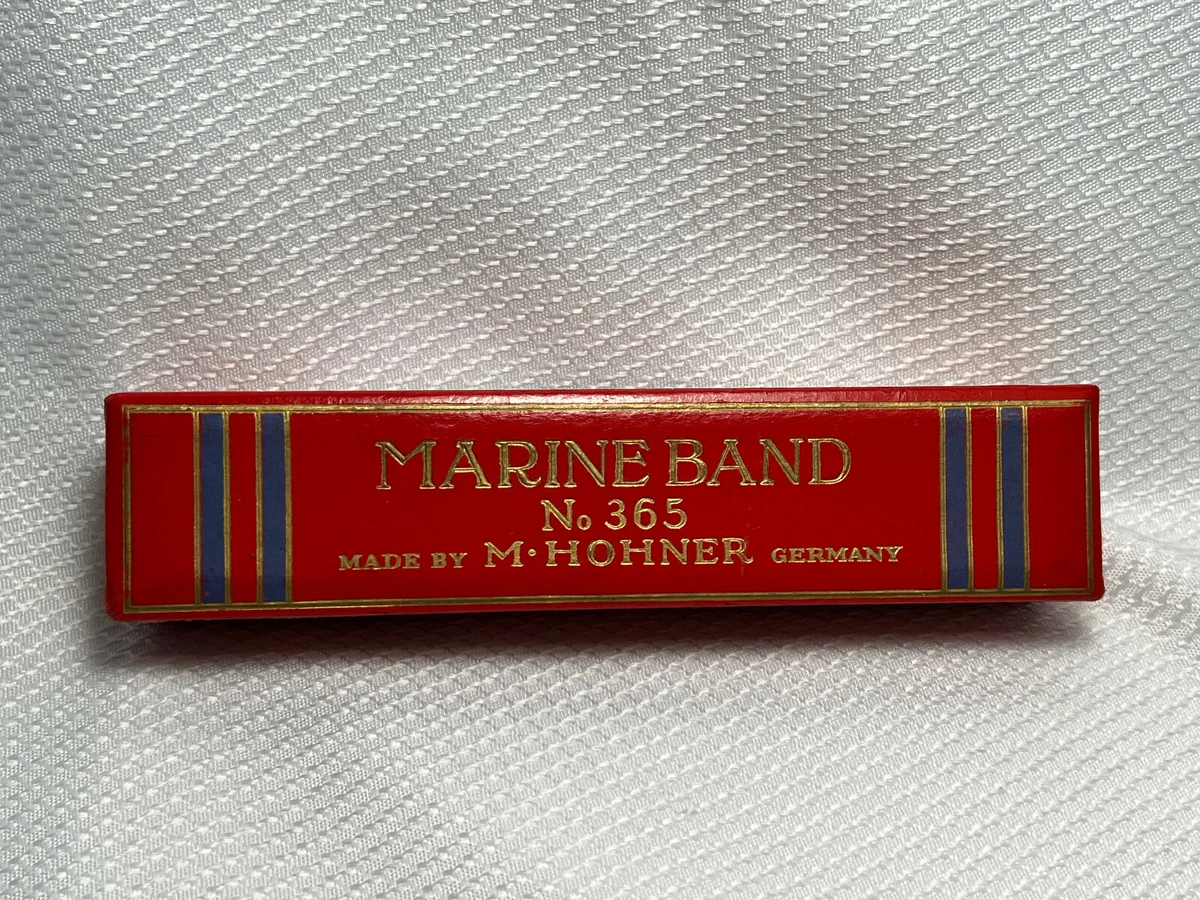 MARINE BAND
No 365
MADE BY M·HOHNER GERMANY